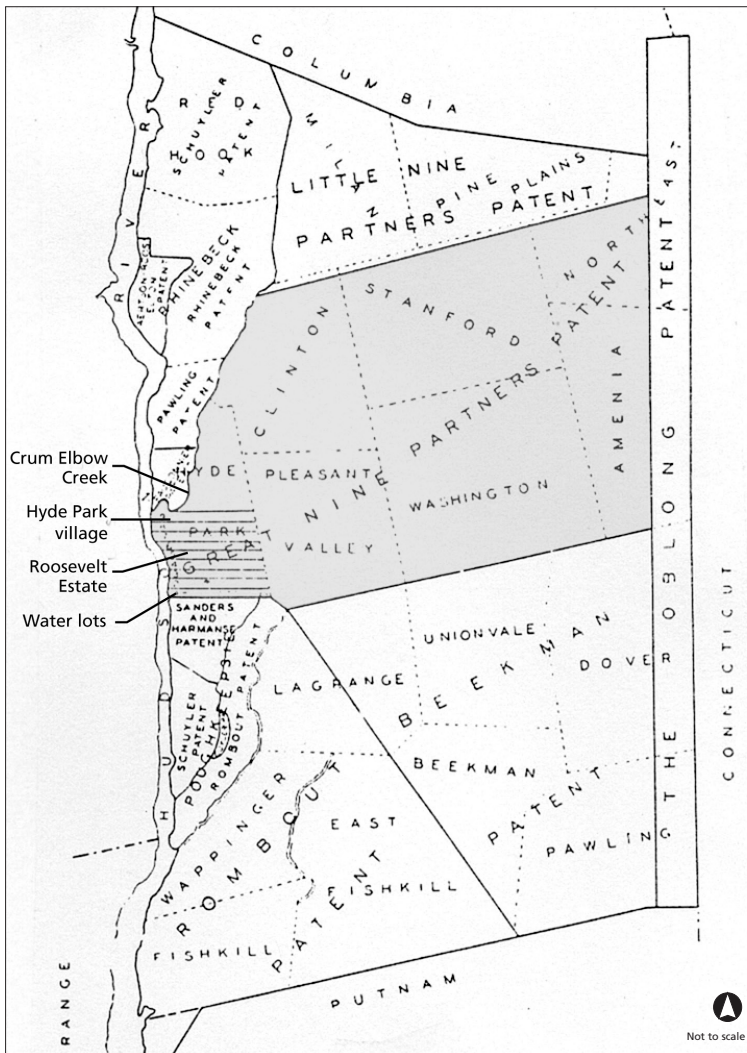 COLUMBIA
RED
HOOK
SCHUYLER
PATENT
MILAN
LITTLE NINE
PARTNERS PATENT
PINE PLAINS
HUDSON RIVER
RHINEBECK
RHINEBECK
PATENT
PAWLING
PATENT
CLINTON
STANFORD
NORTH
EAST
AMENIA
GREAT NINE PARTNERS PATENT
HYDE
PARK
PLEASANT
VALLEY
WASHINGTON
Crum Elbow
Creek
Hyde Park
village
Roosevelt
Estate
Water lots
SANDERS
AND
HARMANSE
PATENT
SCHUYLER
PATENT
ROMBOUT PATENT
LAGRANGE
UNIONVALE
DOVER
BEEKMAN
PATENT
BEEKMAN
PAWLING
WAPPINGER
ROMBOUT
PATENT
EAST
FISHKILL
FISHKILL
PUTNAM
THE OBLONG PATENT
CONNECTICUT
RANGE
Not to scale